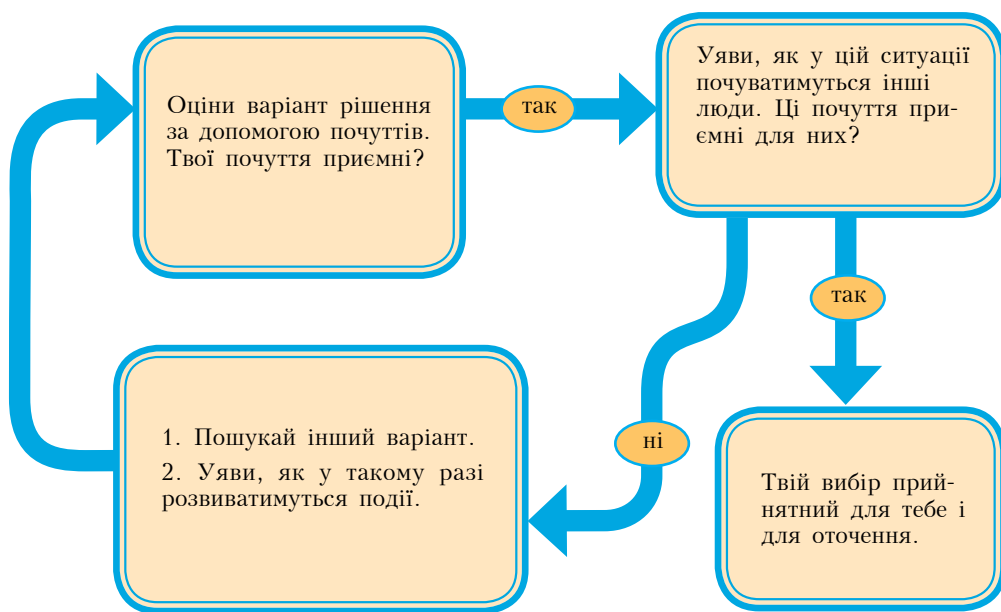 Оціни варіант рішення
за допомогою почуттів.
Твої почуття приємні?
так
Уяви, як у цій ситуації
почуватимуться інші
люди. Ці почуття при-
ємні для них?
так
ні
1. Пошукай інший варіант.
2. Уяви, як у такому разі
розвиватимуться події.
Твій вибір прий-
нятний для тебе і
для оточення.